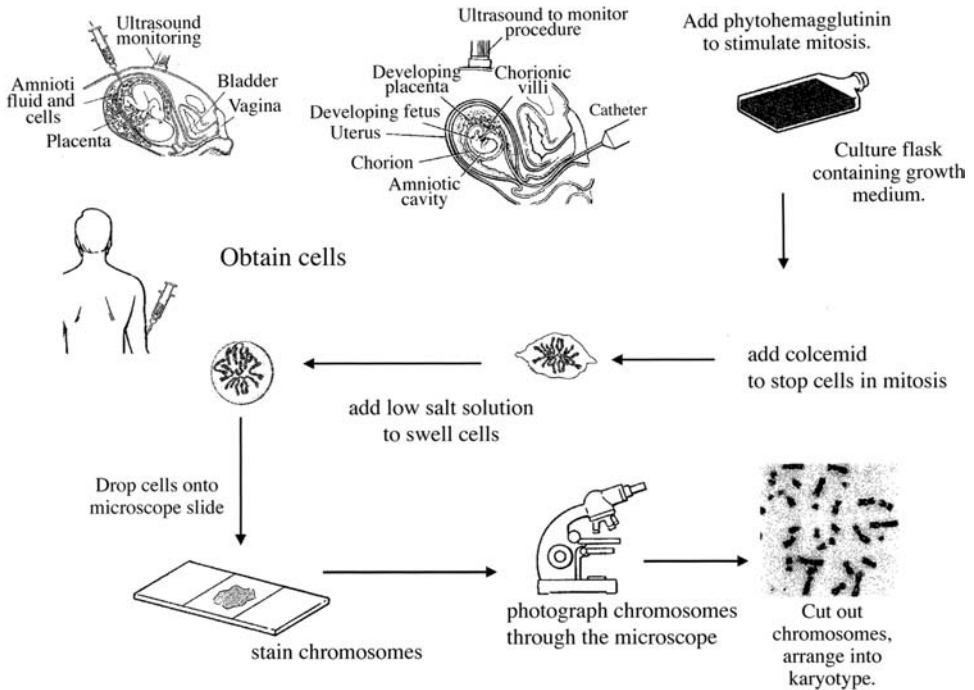 Ultrasound
monitoring
Amnioti
fluid and
cells
Placenta
Bladder
Vagina
Ultrasound to monitor
procedure
Developing
placenta
Chorionic
villi
Developing fetus
Uterus
Catheter
Chorion
Amniotic
cavity
Add phytohemagglutinin
to stimulate mitosis.
Culture flask
containing growth
medium.
Obtain cells
add colcemid
to stop cells in mitosis
add low salt solution
to swell cells
Drop cells onto
microscope slide
stain chromosomes
photograph chromosomes
through the microscope
Cut out
chromosomes,
arrange into
karyotype.